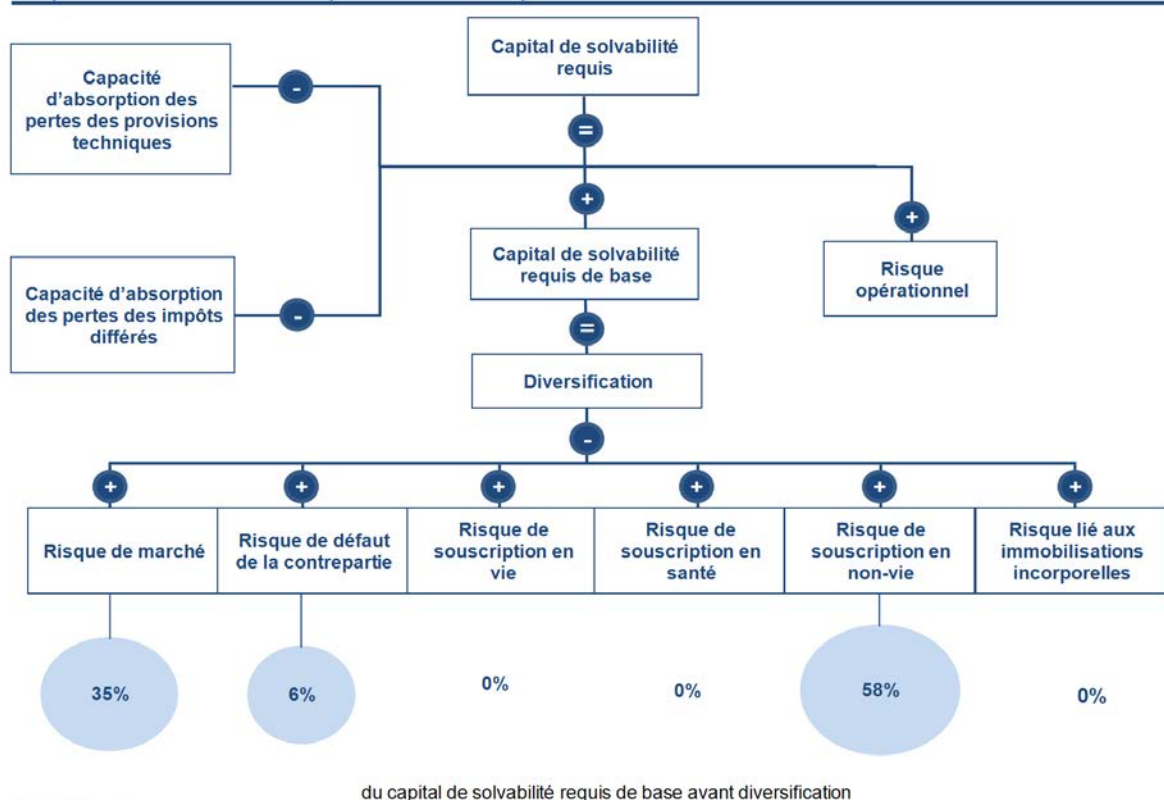 Capital de solvabilité
requis
Capacité
d'absorption des
pertes des provisions
techniques
-
=
+
+
Capital de solvabilité
requis de base
Risque
opérationnel
Capacité d'absorption
des pertes des impôts
différés
-
=
Diversification
-
+
+
+
+
+
+
Risque de marché
Risque de défaut
de la contrepartie
Risque de
souscription en
vie
Risque de
souscription en
santé
Risque de
souscription en
non-vie
Risque lié aux
immobilisations
incorporelles
35%
6%
0%
0%
58%
0%
du capital de solvabilité requis de base avant diversification